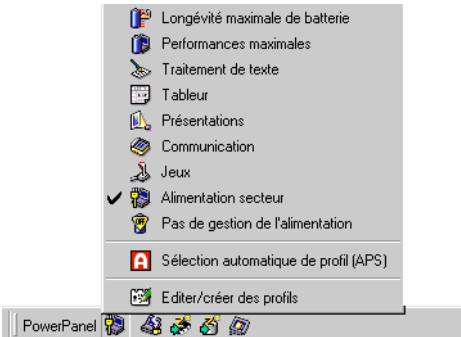 Longévité maximale de batterie
Performances maximales
Traitement de texte
Tableur
Présentations
Communication
Jeux
Alimentation secteur
Pas de gestion de l'alimentation
Sélection automatique de profil (APS)
Editer/créer des profils
PowerPanel